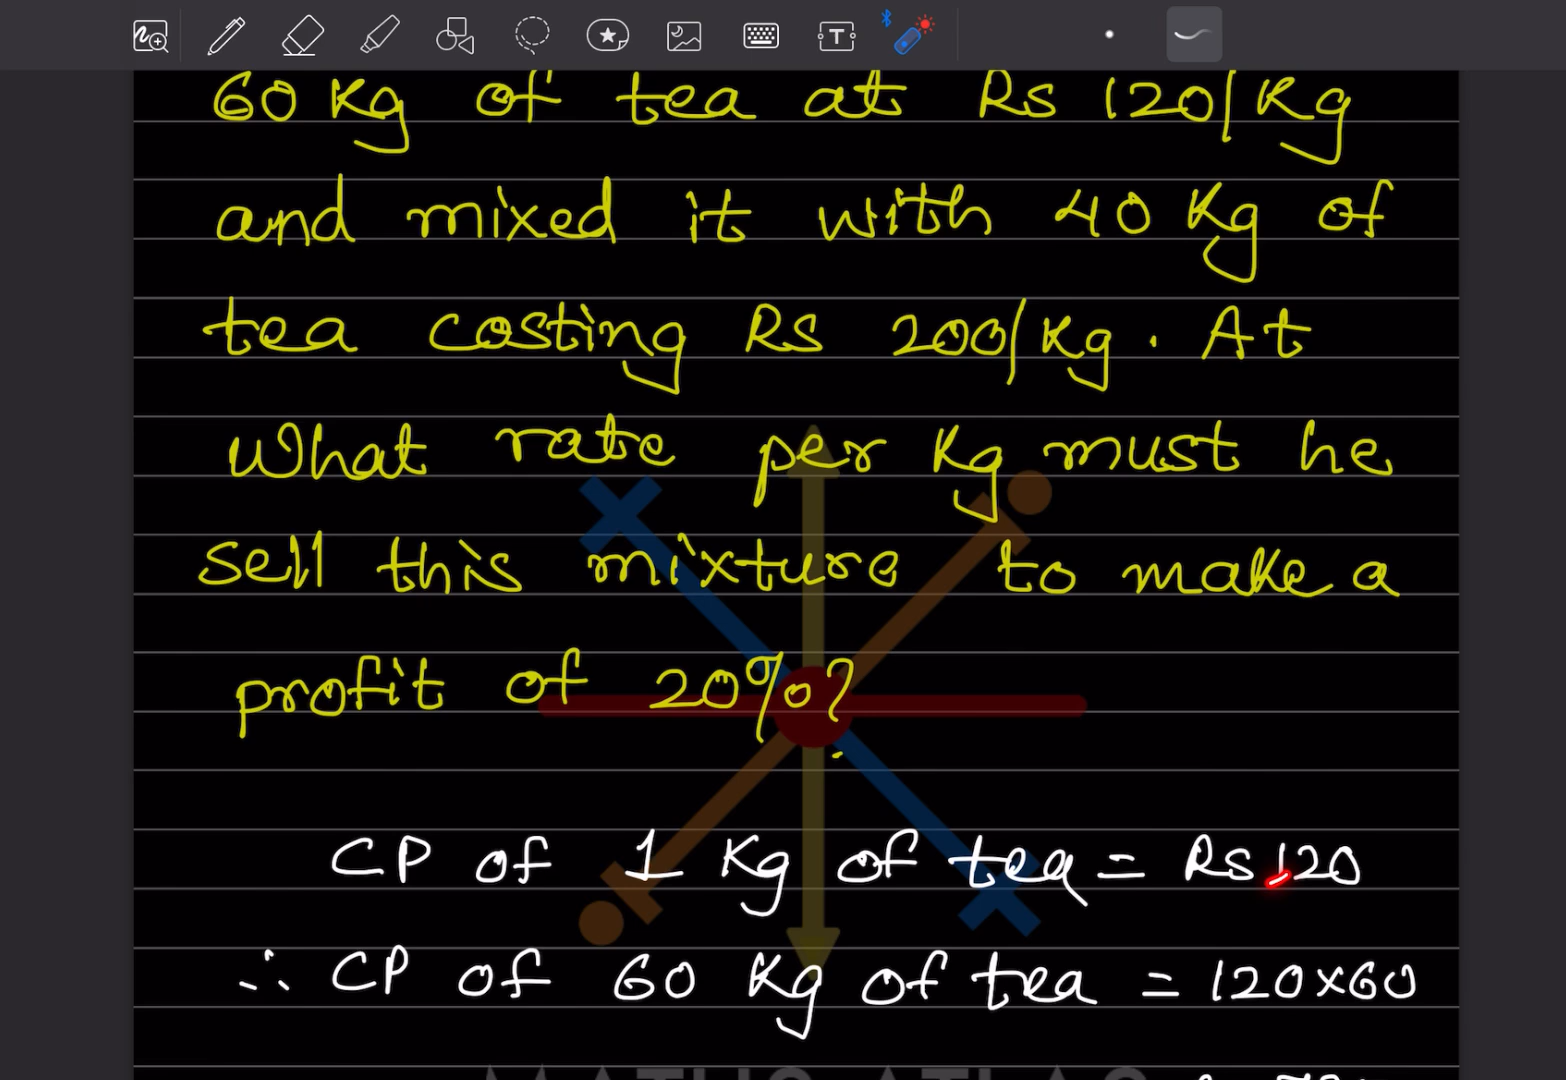 60 Kg of tea at Rs 120/Kg
and mixed it with 40 Kg of
tea costing Rs 200/Kg. At
What rate per Kg must he
sell this mixture to make a
profit of 20%?
CP of 1 Kg of tea = Rs 120
∴ CP of 60 Kg of tea = 120×60